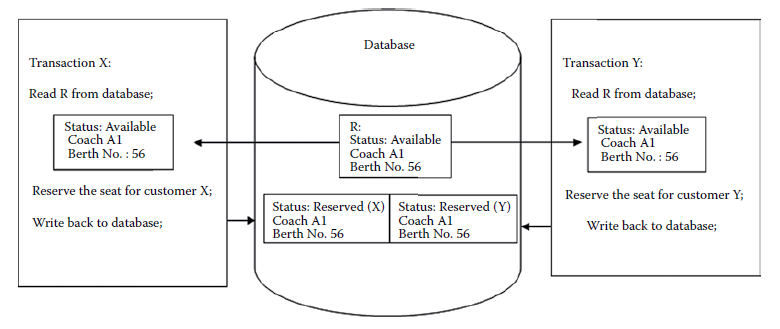 Transaction X:
Read R from database;
Status: Available
Coach A1
Berth No. : 56
Reserve the seat for customer X;
Write back to database;
Database
R:
Status: Available
Coach A1
Berth No. 56
Status: Reserved (X)
Coach A1
Berth No. 56
Status: Reserved (Y)
Coach A1
Berth No. 56
Transaction Y:
Read R from database;
Status: Available
Coach A1
Berth No. : 56
Reserve the seat for customer Y;
Write back to database;